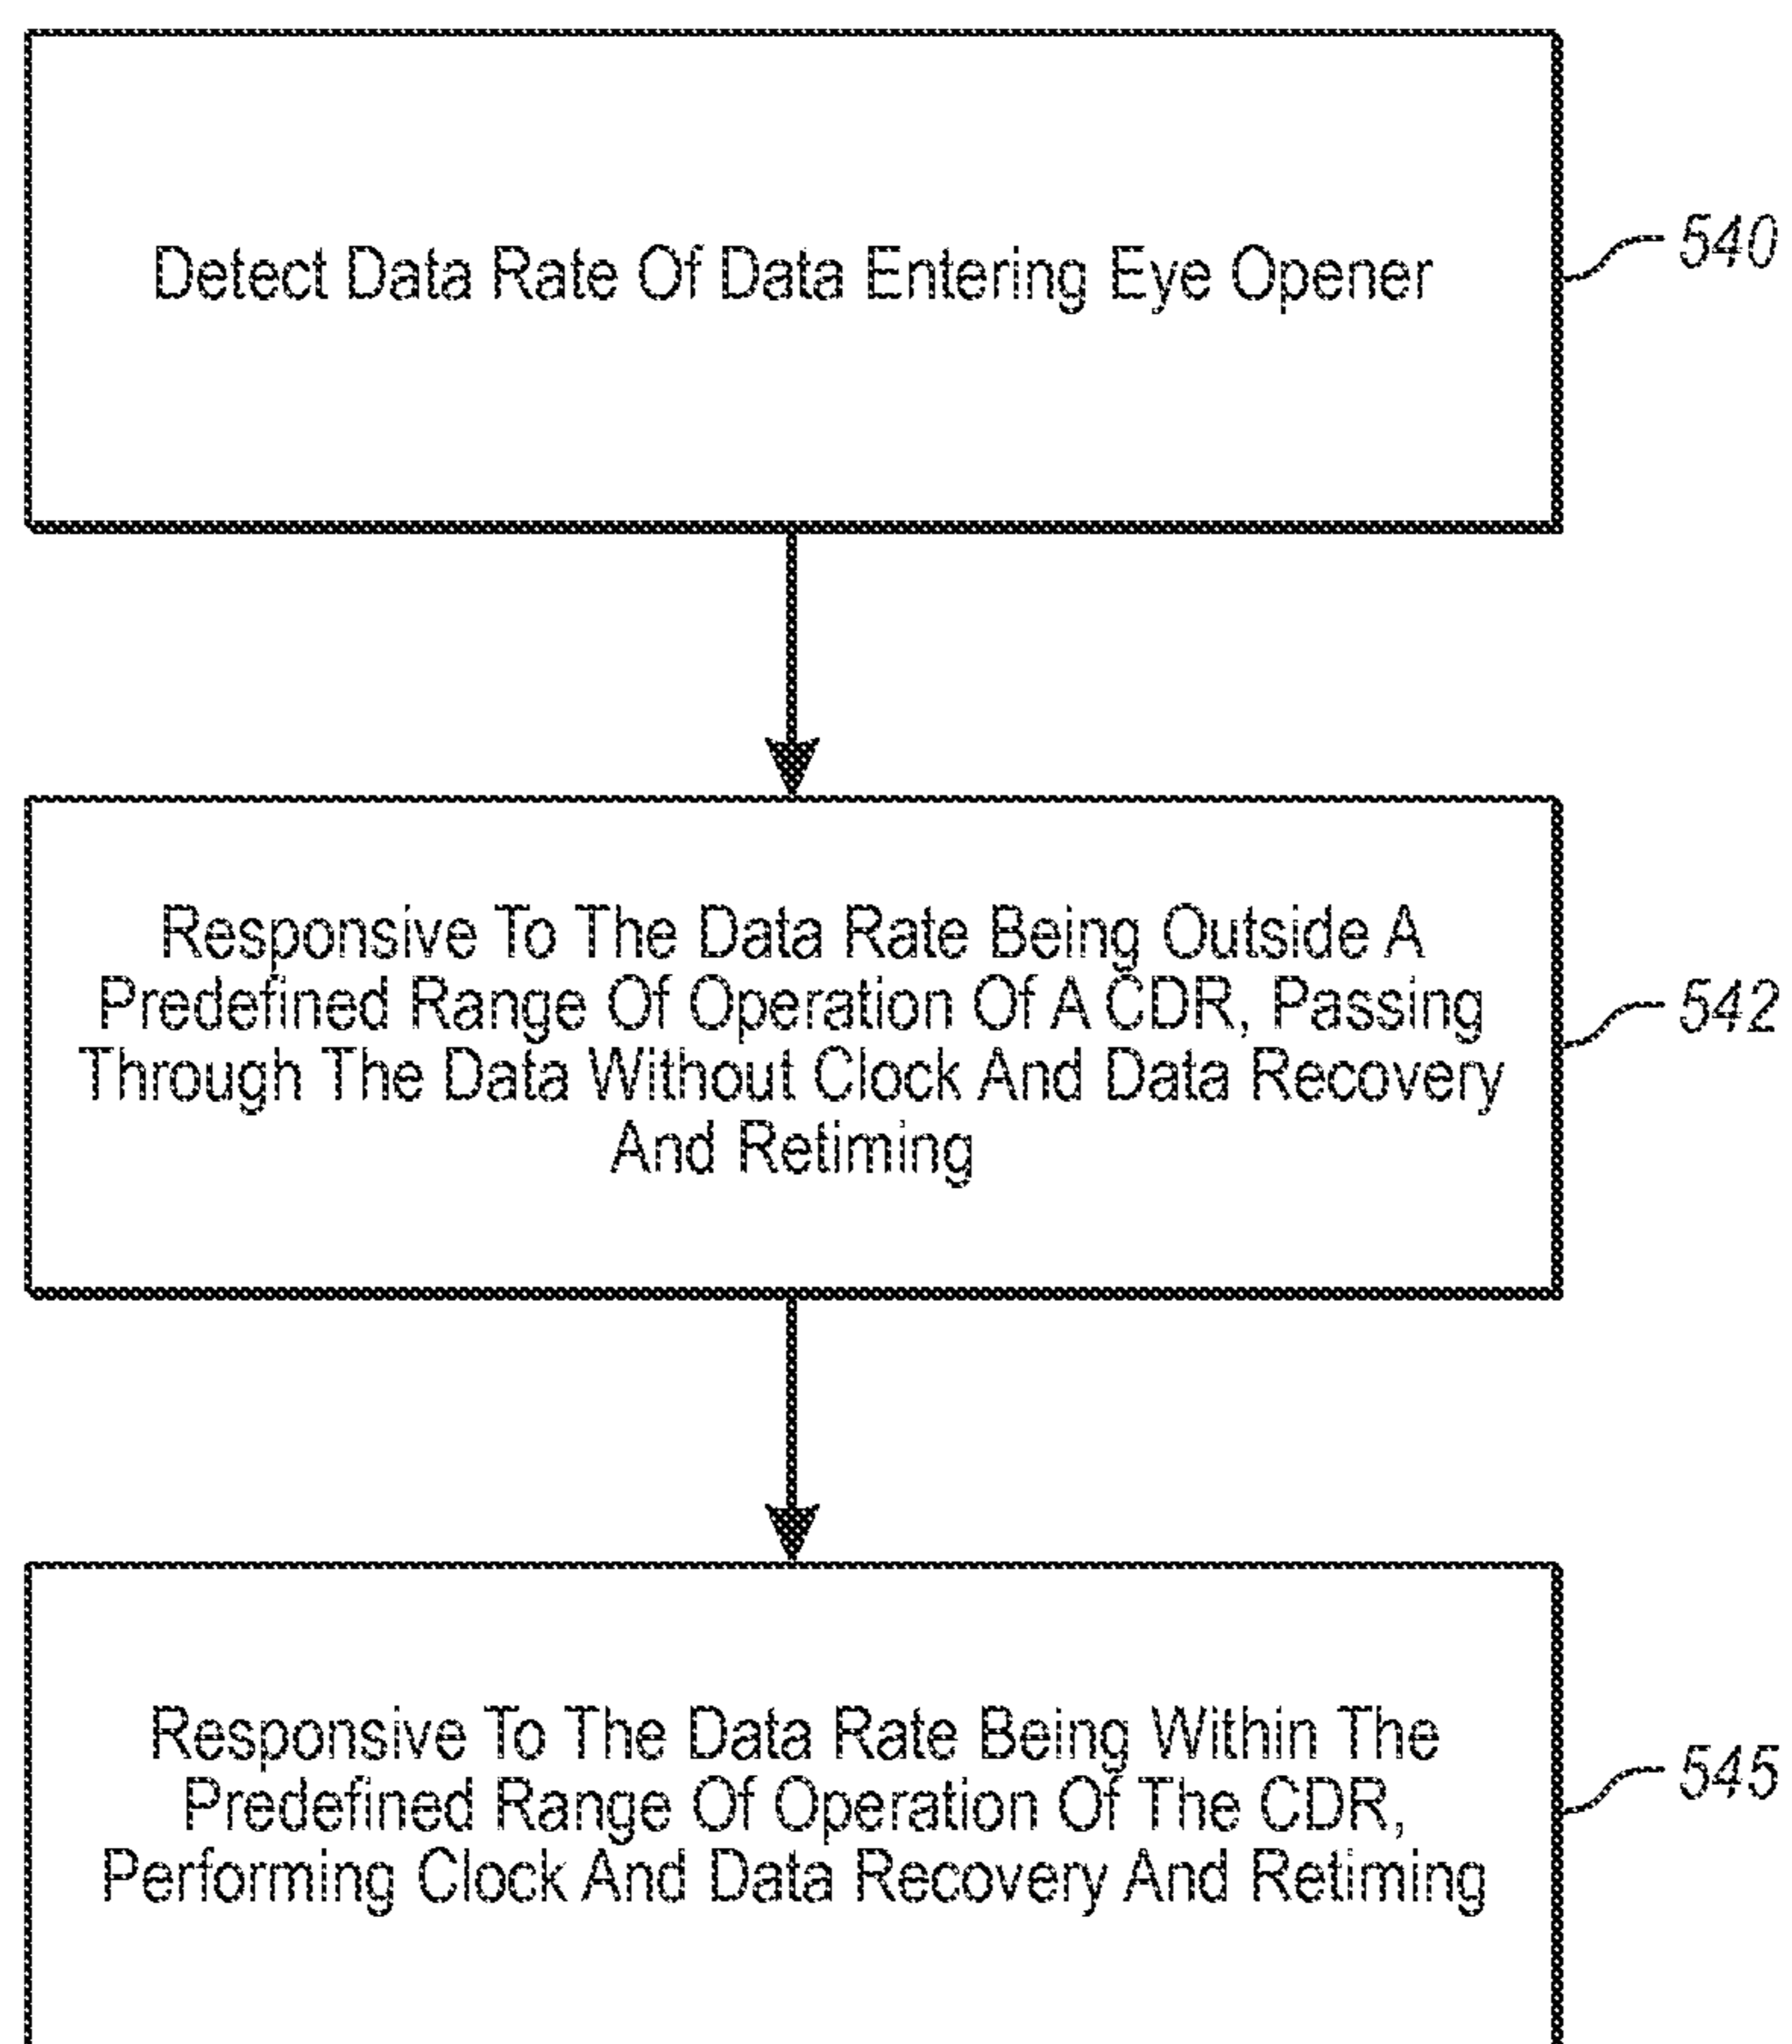 Detect Data Rate Of Data Entering Eye Opener
540
Responsive To The Data Rate Being Outside A
Predefined Range Of Operation Of A CDR, Passing
Through The Data Without Clock And Data Recovery
And Retiming
542
Responsive To The Data Rate Being Within The
Predefined Range Of Operation Of The CDR,
Performing Clock And Data Recovery And Retiming
545